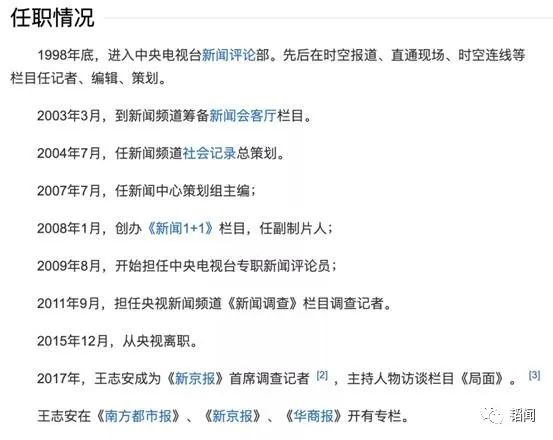 任职情况
1998年底，进入中央电视台新闻评论部。先后在时空报道、直通现场、时空连线等
栏目任记者、编辑、策划。
2003年3月，到新闻频道筹备新闻会客厅栏目。
2004年7月，任新闻频道社会记录总策划。
2007年7月，任新闻中心策划组主编；
2008年1月，创办《新闻1+1》栏目，任副制片人；
2009年8月，开始担任中央电视台专职新闻评论员；
2011年9月，担任央视新闻频道《新闻调查》栏目调查记者。
2015年12月，从央视离职。
2017年，王志安成为《新京报》首席调查记者 [2] ，主持人物访谈栏目《局面》。 [3]
王志安在《南方都市报》、《新京报》、《华商报》开有专栏。
韬闻